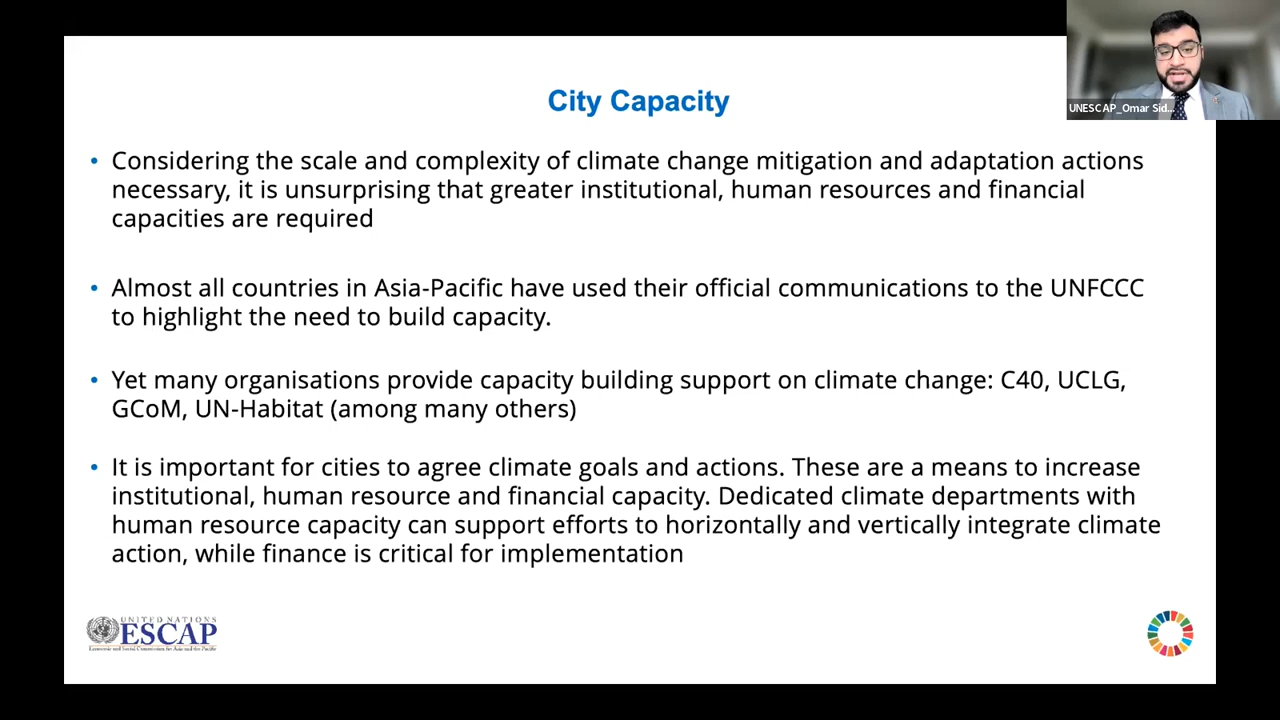 UNESCAP_Omar Sid...
City Capacity
• Considering the scale and complexity of climate change mitigation and adaptation actions
necessary, it is unsurprising that greater institutional, human resources and financial
capacities are required
• Almost all countries in Asia-Pacific have used their official communications to the UNFCCC
to highlight the need to build capacity.
• Yet many organisations provide capacity building support on climate change: C40, UCLG,
GCoM, UN-Habitat (among many others)
• It is important for cities to agree climate goals and actions. These are a means to increase
institutional, human resource and financial capacity. Dedicated climate departments with
human resource capacity can support efforts to horizontally and vertically integrate climate
action, while finance is critical for implementation
UNITED NATIONS
ESCAP
Economic and Social Commission for Asia and the Pacific